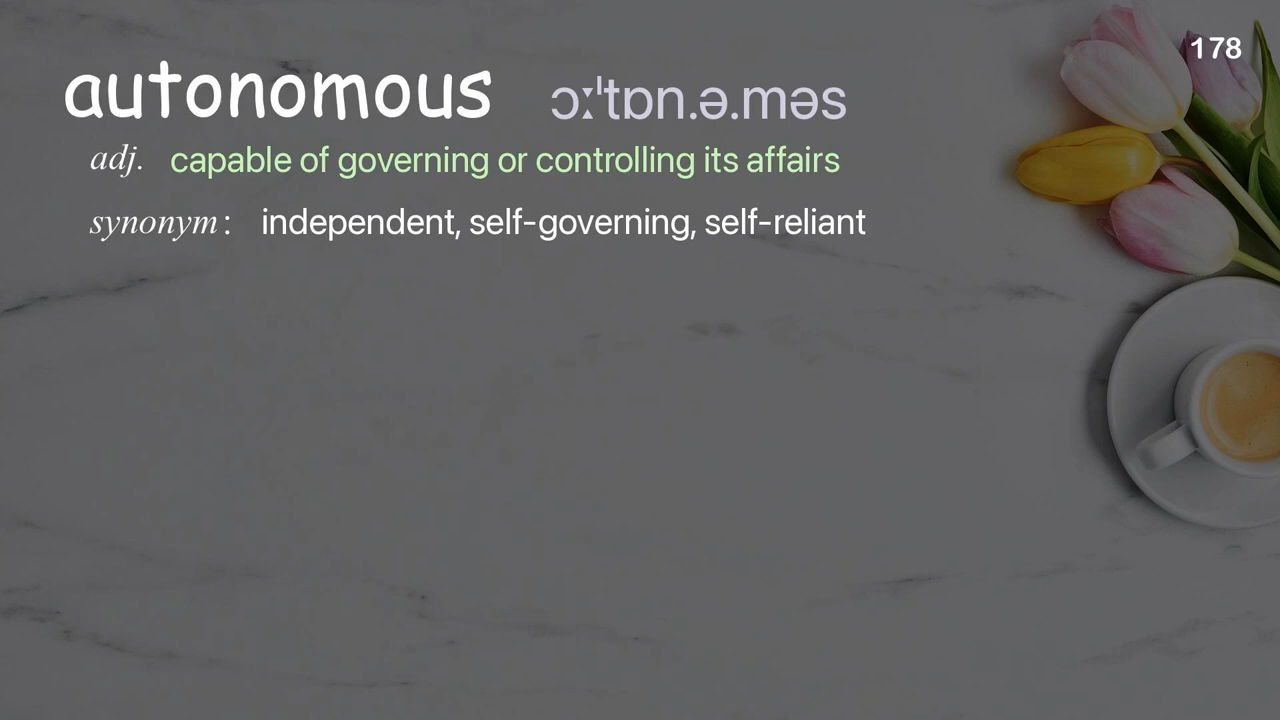 178
autonomous ɔːˈtɒn.ə.məs
adj. capable of governing or controlling its affairs
synonym: independent, self-governing, self-reliant